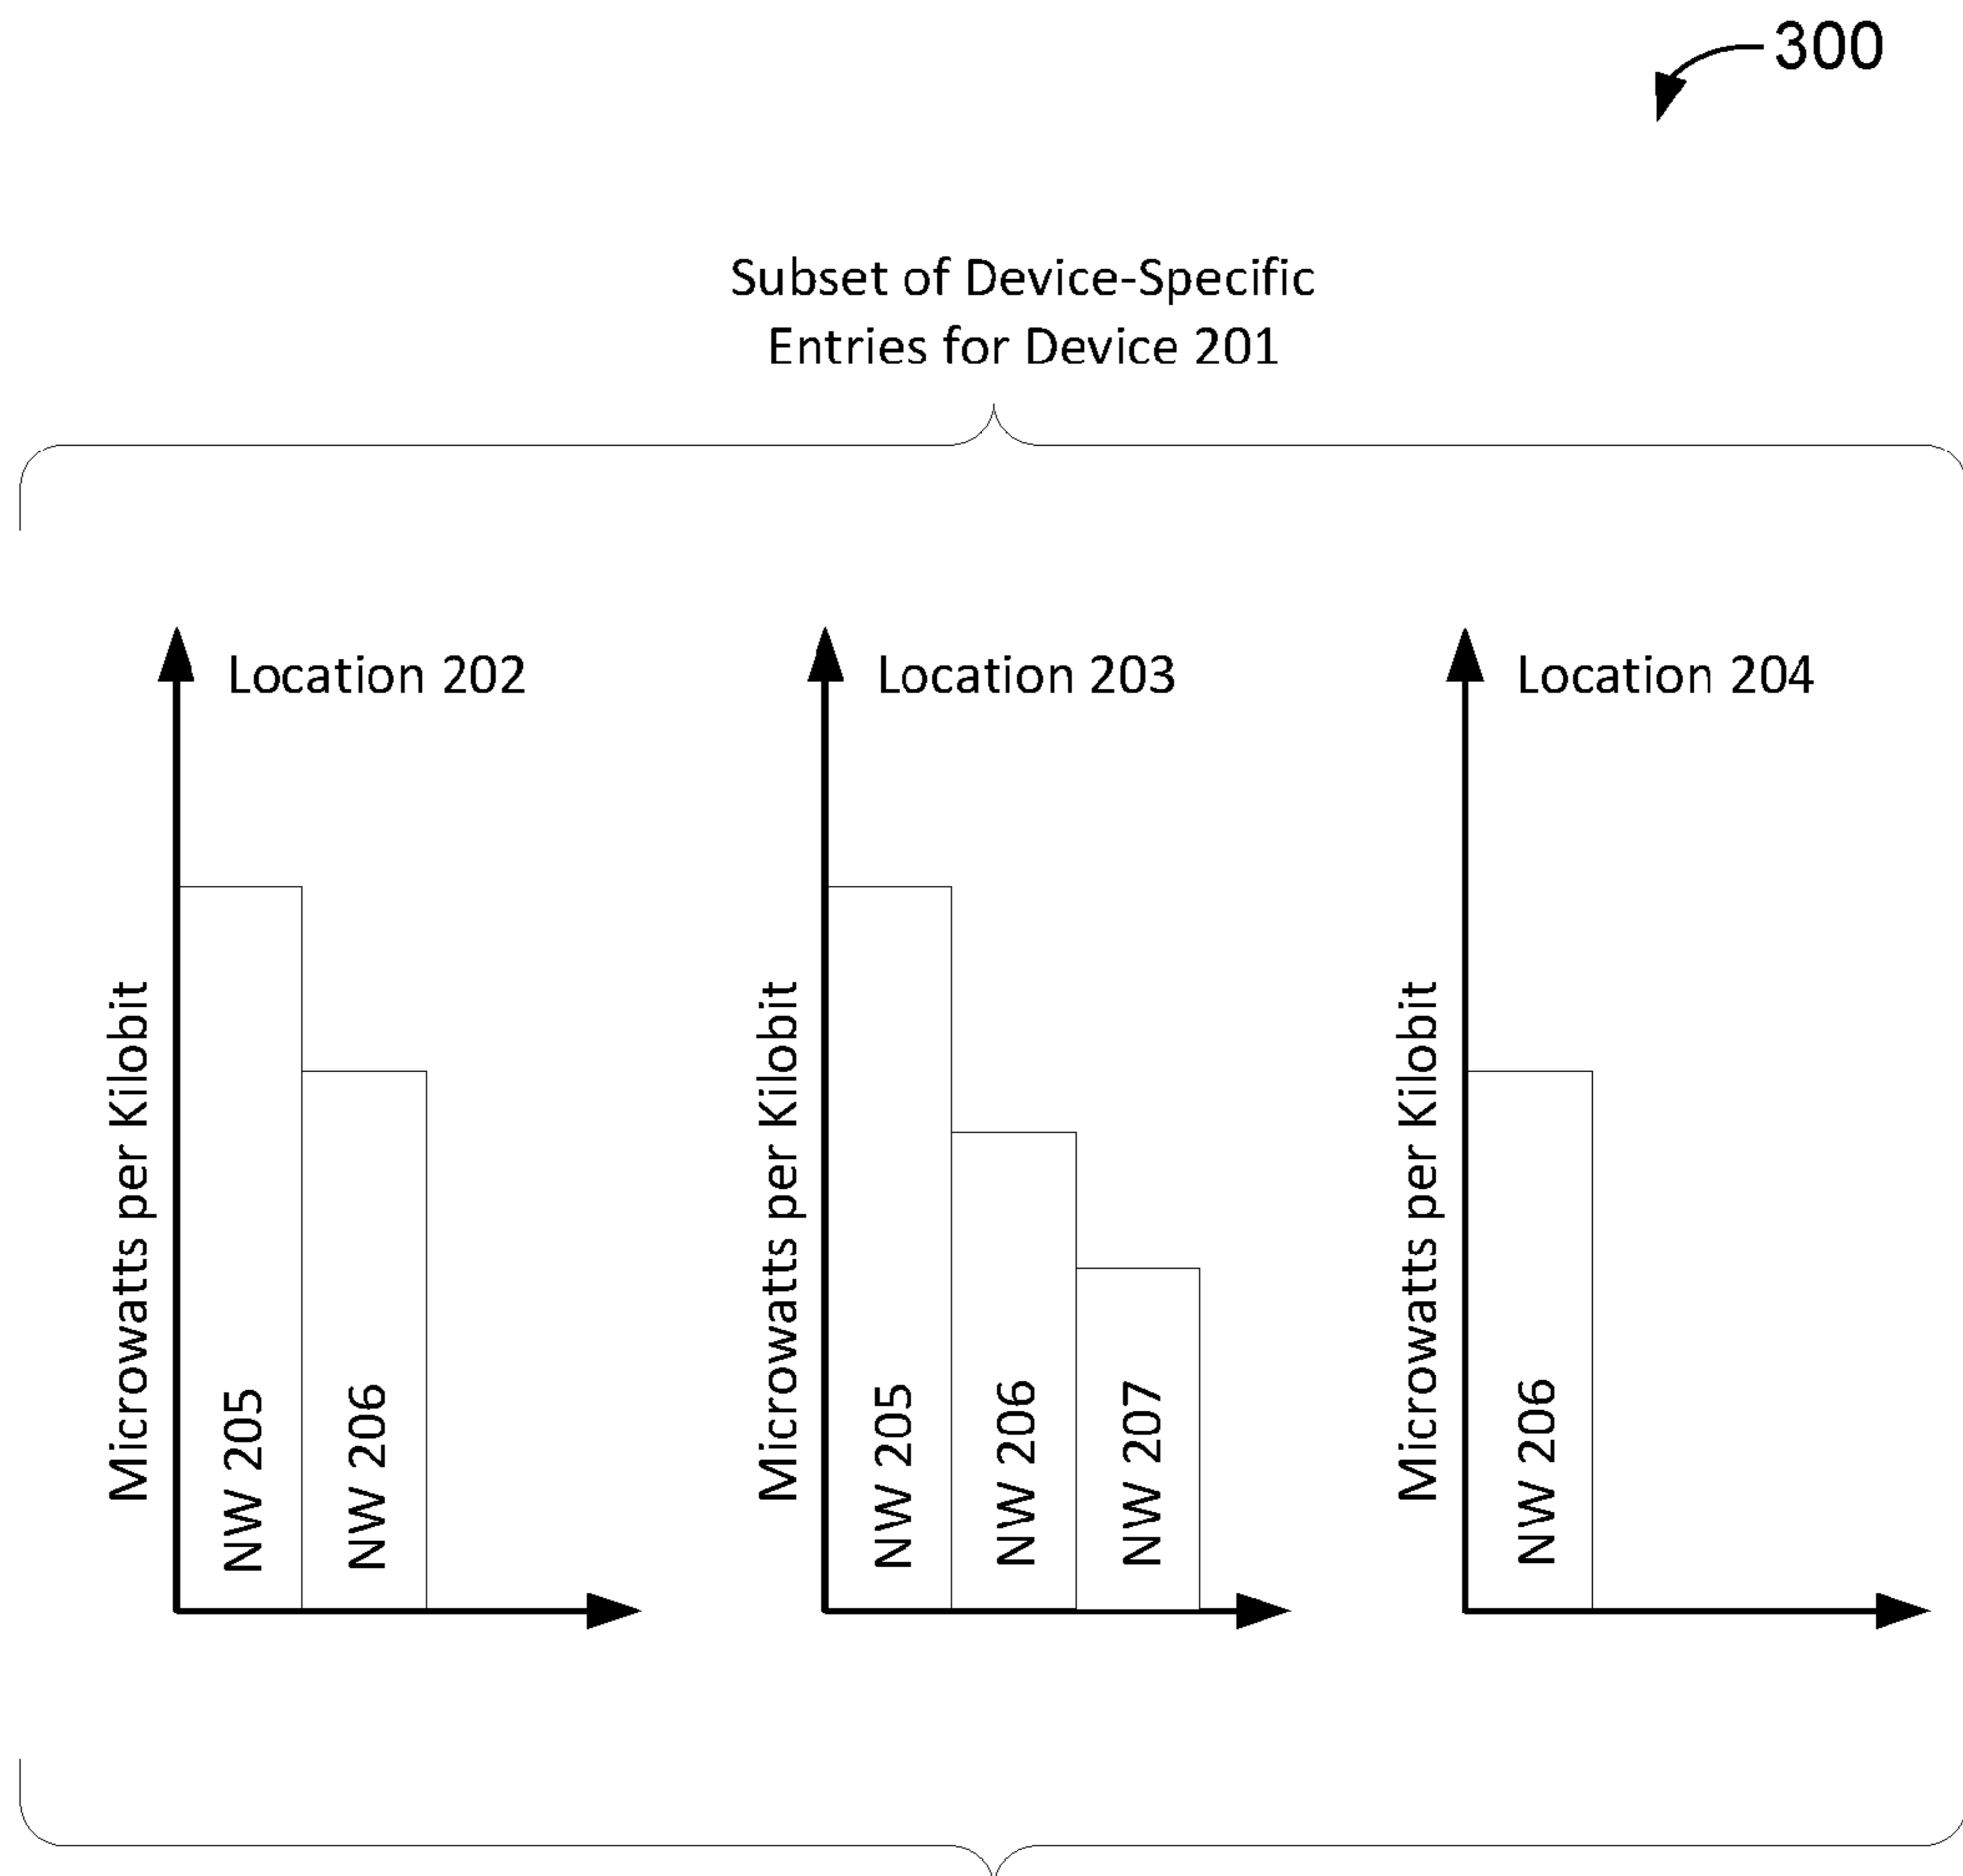 300
Subset of Device-Specific
Entries for Device 201
Location 202
Microwatts per Kilobit
NW 205
NW 206
Location 203
Microwatts per Kilobit
NW 205
NW 206
NW 207
Location 204
Microwatts per Kilobit
NW 206